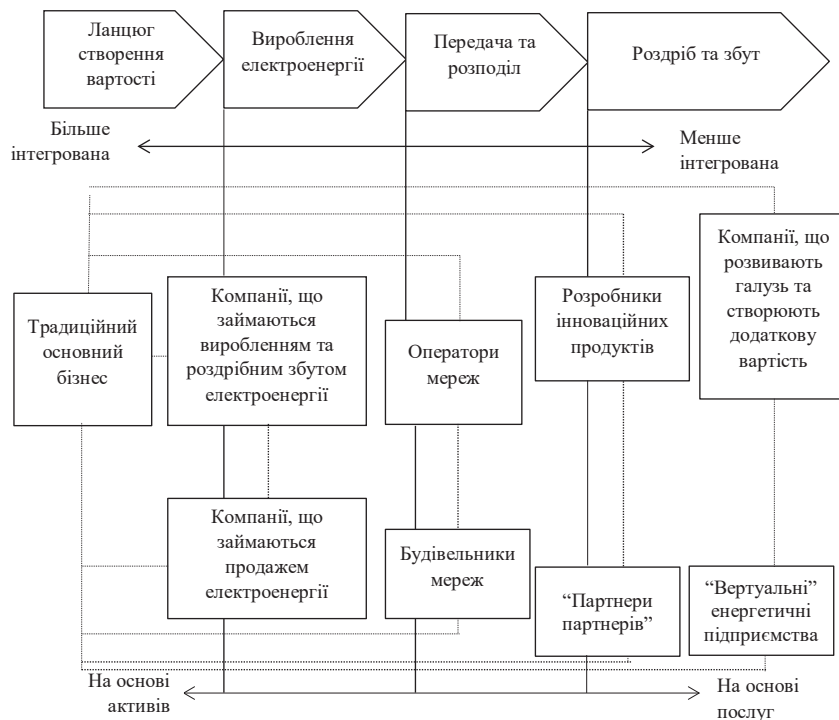 Ланцюг
створення
вартості
Вироблення
електроенергії
Передача та
розподіл
Роздріб та збут
Більше
інтегрована
Менше
інтегрована
Традиційний
основний
бізнес
Компанії, що
займаються
виробленням та
роздрібним збутом
електроенергії
Оператори
мереж
Розробники
інноваційних
продуктів
Компанії, що
розвивають
галузь та
створюють
додаткову
вартість
Компанії, що
займаються
продажем
електроенергії
Будівельники
мереж
“Партнери
партнерів”
“Вертуальні”
енергетичні
підприємства
На основі
активів
На основі
послуг